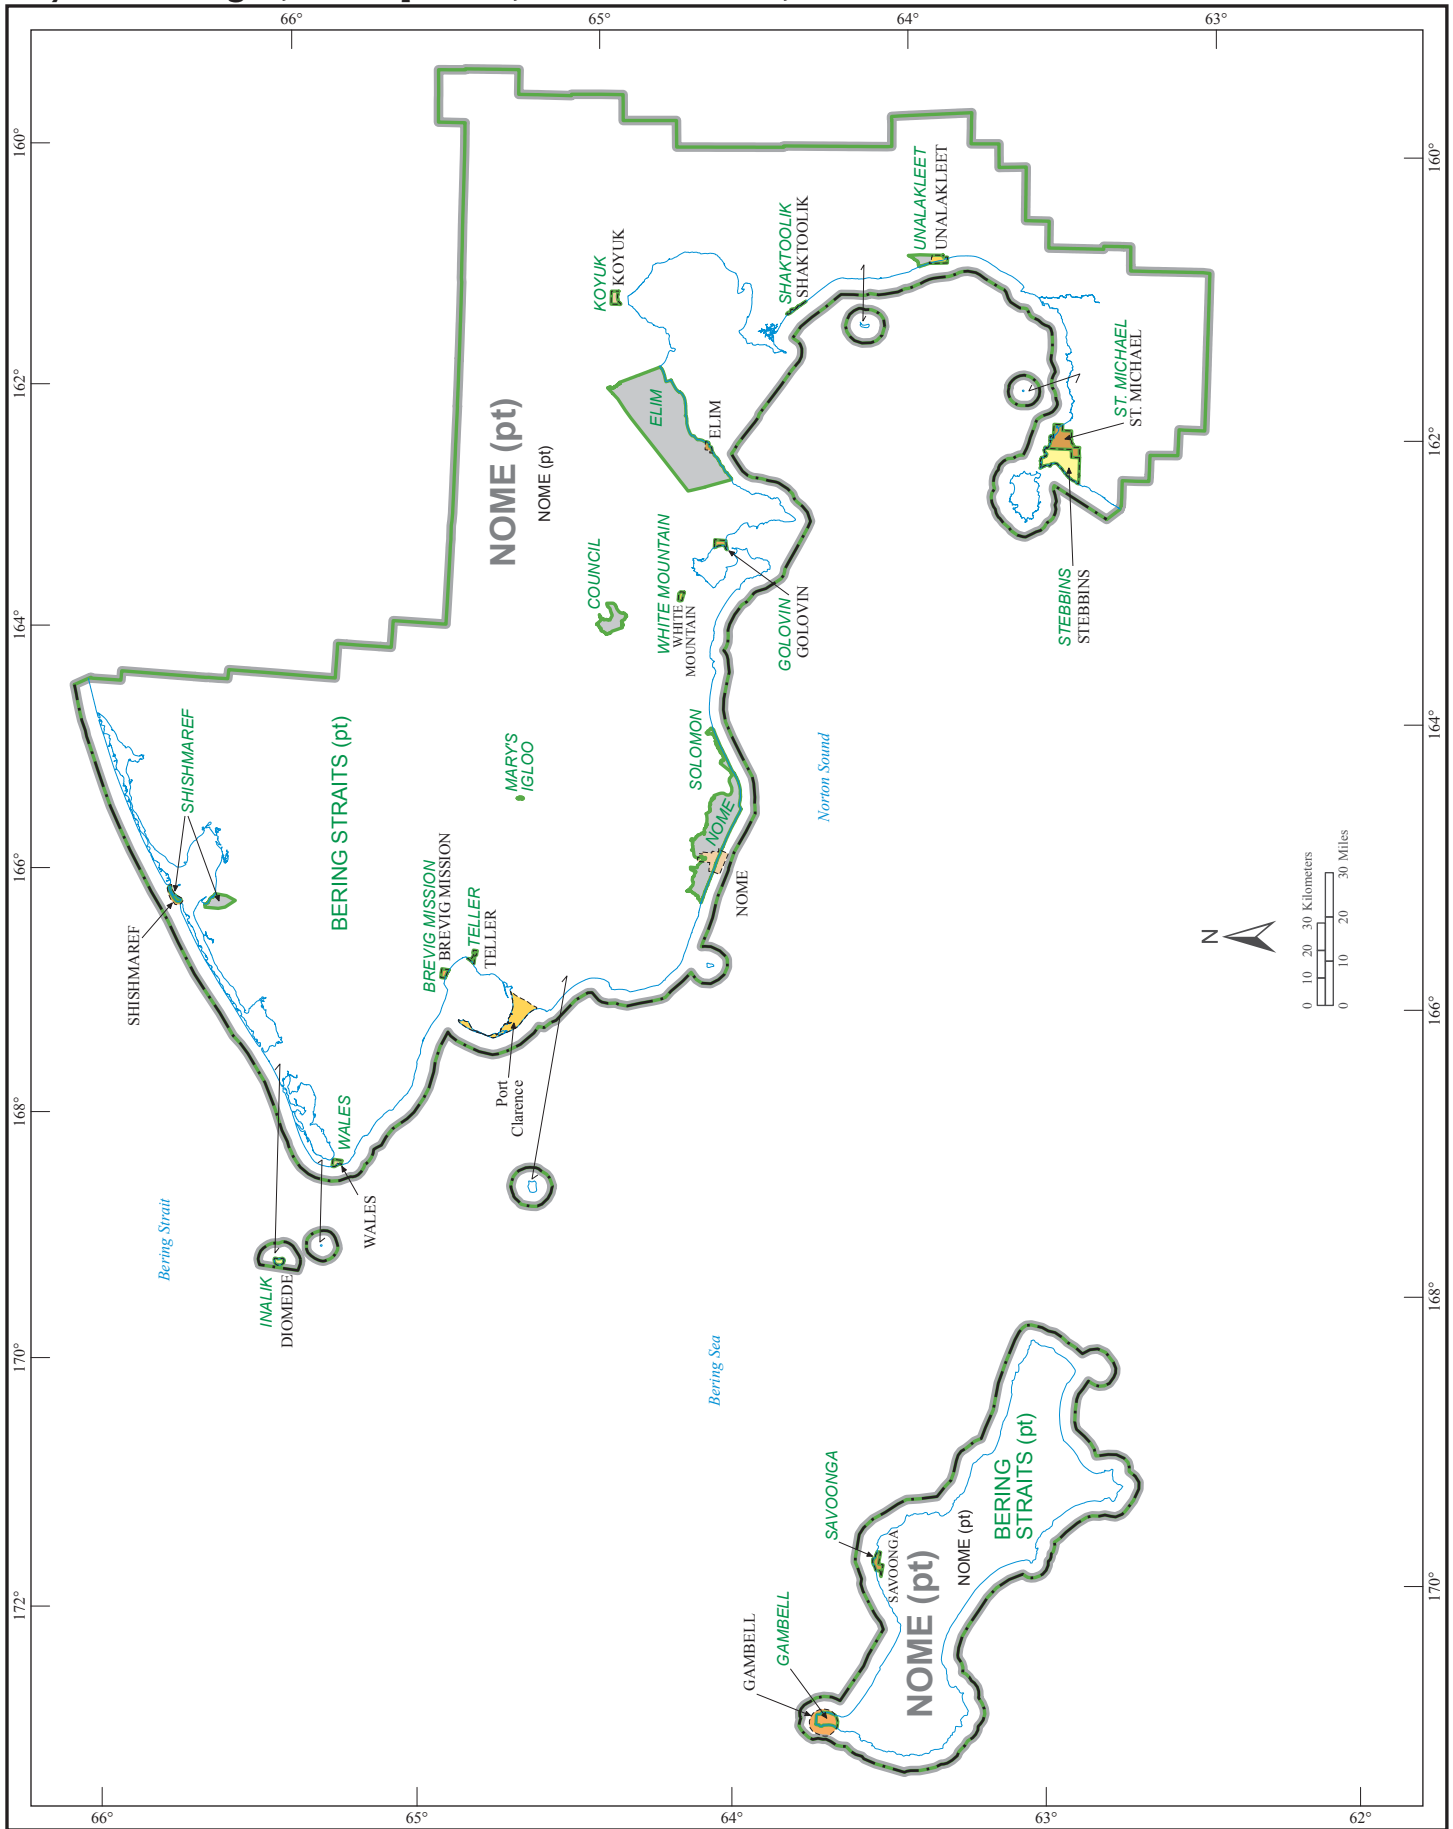 66°
65°
64°
63°
160°
162°
164°
166°
168°
170°
172°
160°
162°
164°
166°
168°
170°
66°
65°
64°
63°
62°
UNALAKLEET
UNALAKLEET
SHAKTOOLIK
SHAKTOOLIK
KOYUK
KOYUK
ST. MICHAEL
ST. MICHAEL
STEBBINS
STEBBINS
ELIM
ELIM
NOME (pt)
NOME (pt)
COUNCIL
WHITE MOUNTAIN
WHITE
MOUNTAIN
GOLOVIN
GOLOVIN
SOLOMON
NOME
NOME
Norton Sound
MARY'S
IGLOO
SHISHMAREF
SHISHMAREF
BERING STRAITS (pt)
BREVIG MISSION
BREVIG MISSION
TELLER
TELLER
Port
Clarence
WALES
WALES
Bering Strait
INALIK
DIOMEDE
Bering Sea
N
0 10 20 30 Kilometers
0 10 20 30 Miles
SAVOONGA
SAVOONGA
GAMBELL
GAMBELL
BERING
STRAITS (pt)
NOME (pt)
NOME (pt)